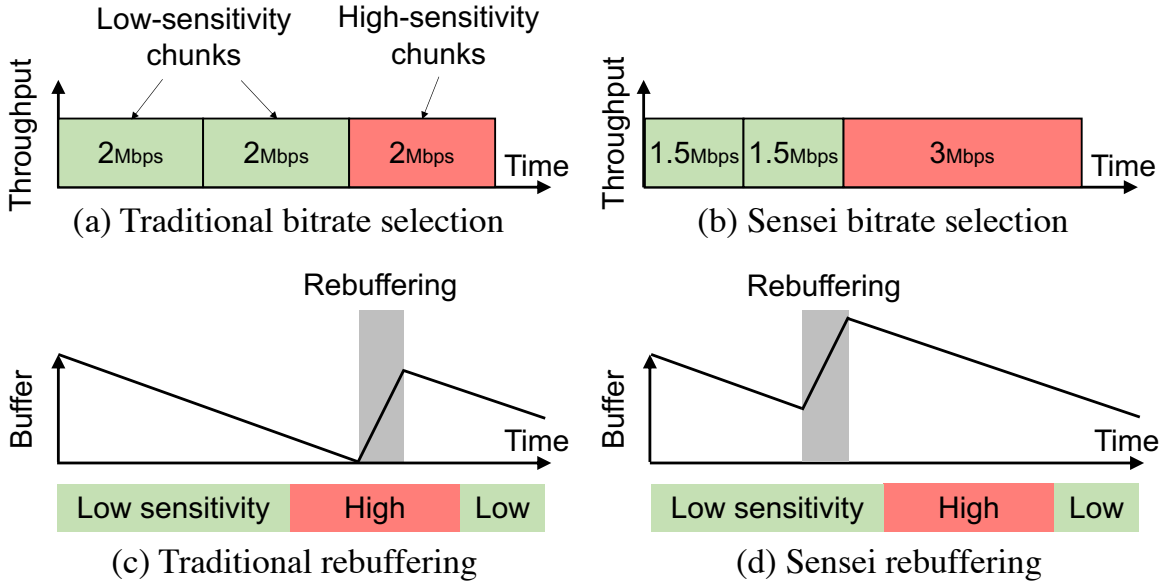 Low-sensitivity
chunks
High-sensitivity
chunks
Throughput
2Mbps
2Mbps
2Mbps
Time
(a) Traditional bitrate selection
Throughput
1.5Mbps
1.5Mbps
3Mbps
Time
(b) Sensei bitrate selection
Rebuffering
Buffer
Time
Low sensitivity
High
Low
(c) Traditional rebuffering
Rebuffering
Buffer
Time
Low sensitivity
High
Low
(d) Sensei rebuffering